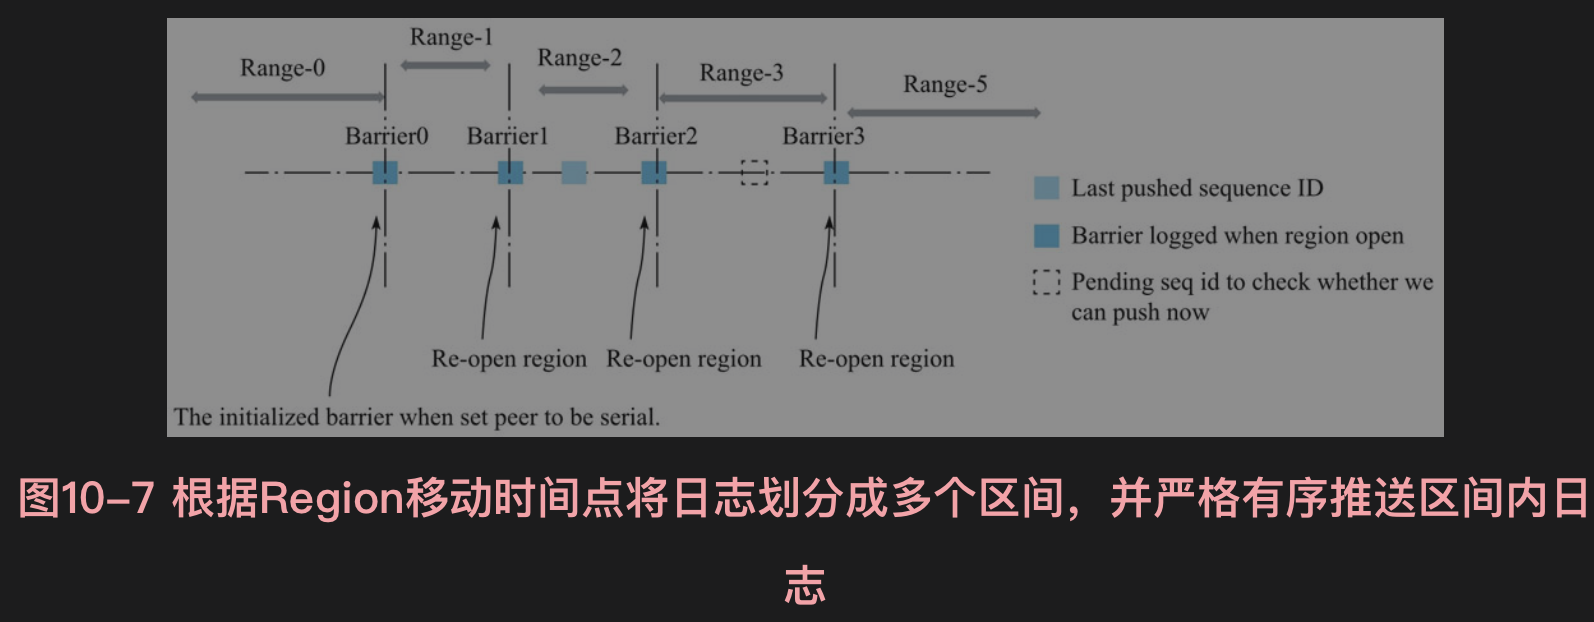 Range-1
Range-2
Range-0
Range-3
Range-5
Barrier0 Barrier1 Barrier2 Barrier3
Last pushed sequence ID
Barrier logged when region open
Pending seq id to check whether we
can push now
Re-open region Re-open region Re-open region
The initialized barrier when set peer to be serial.
图10-7 根据Region移动时间点将日志划分成多个区间，并严格有序推送区间内日
志